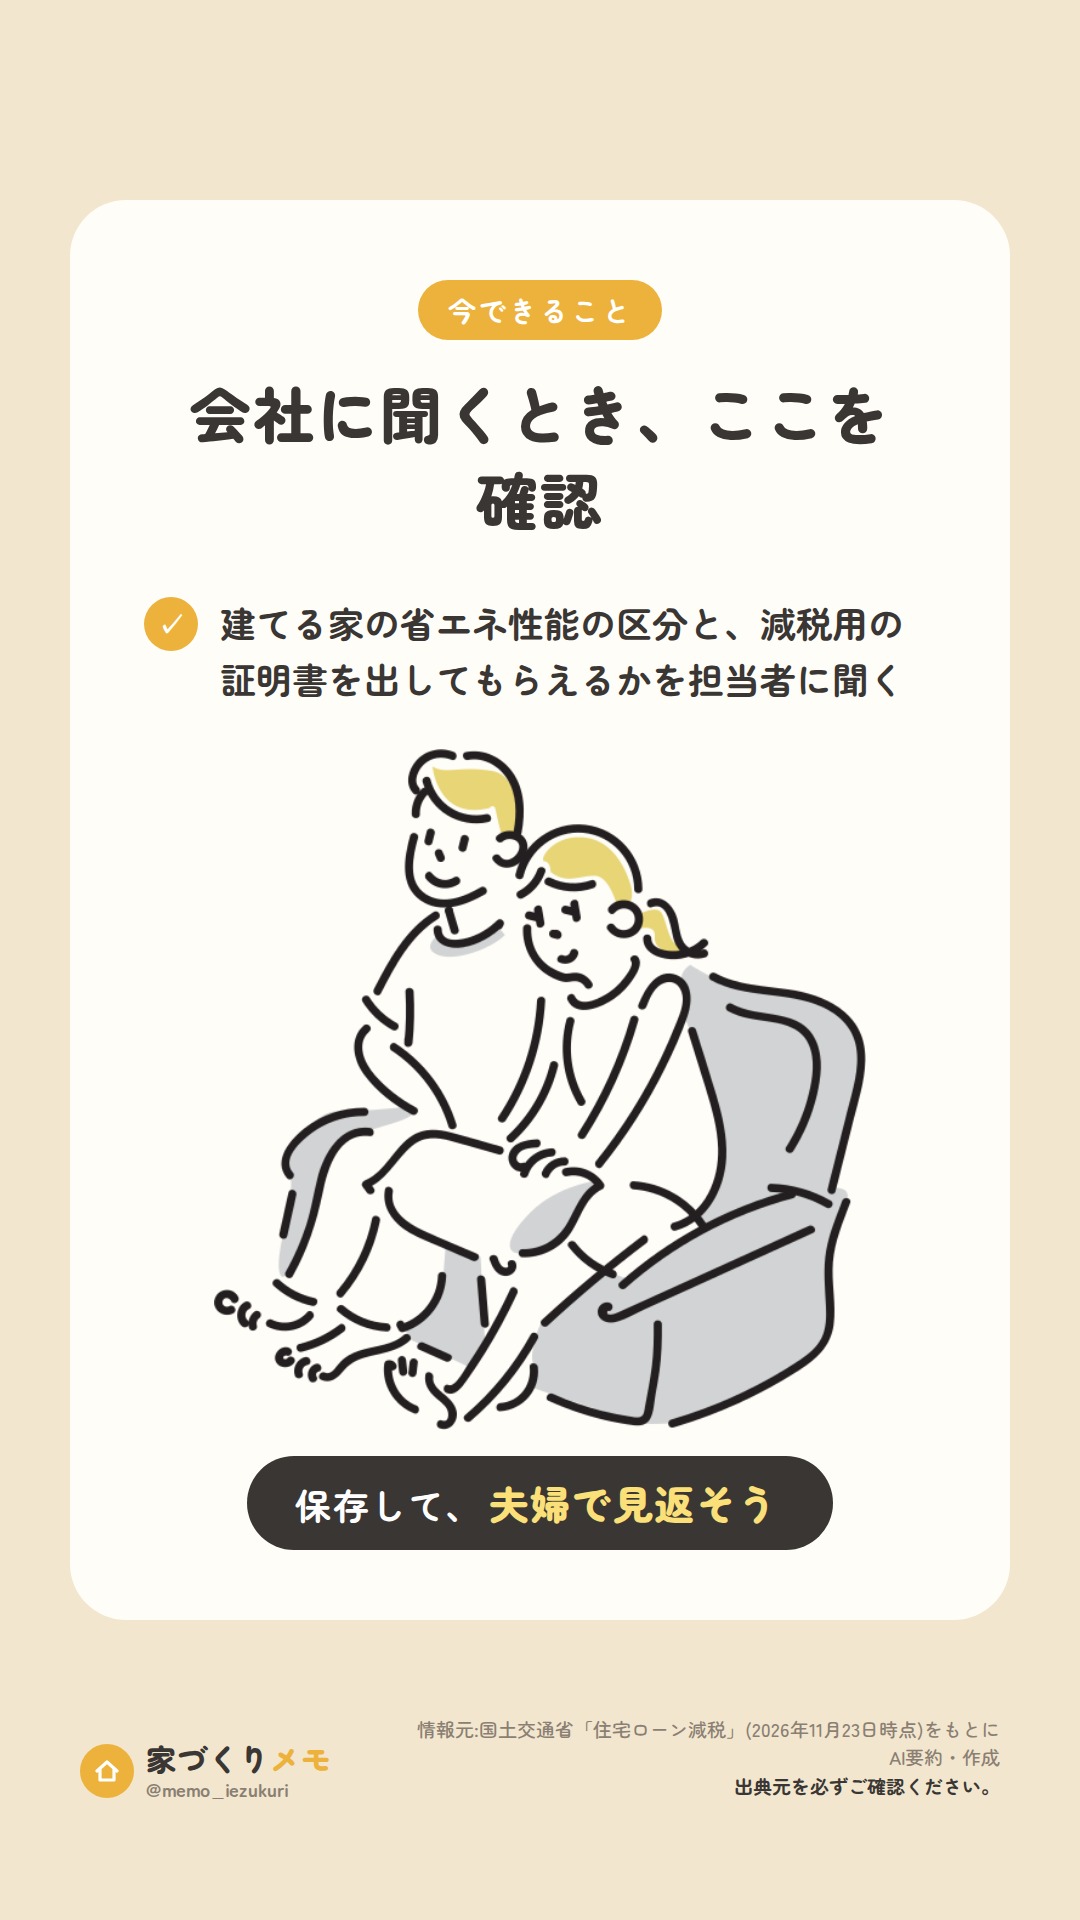 今できること
会社に聞くとき、ここを
確認
✓ 建てる家の省エネ性能の区分と、減税用の
証明書を出してもらえるかを担当者に聞く
保存して、夫婦で見返そう
情報元:国土交通省「住宅ローン減税」(2026年11月23日時点)をもとに
AI要約・作成
出典元を必ずご確認ください。
家づくりメモ
@memo_iezukuri